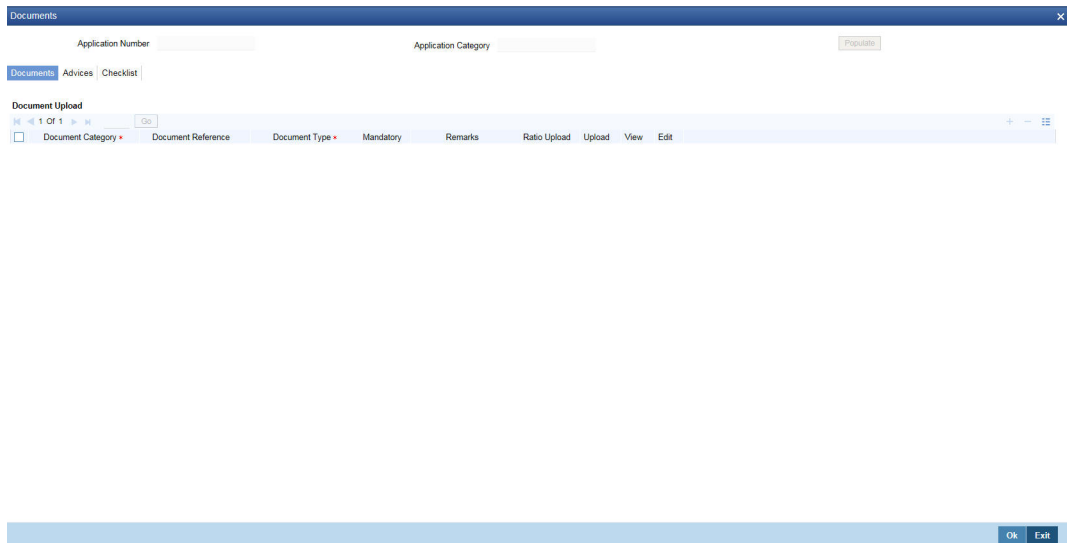 Documents
Application Number Application Category Populate
Documents Advices Checklist
Document Upload
1 Of 1 Go
Document Category * Document Reference Document Type * Mandatory Remarks Ratio Upload Upload View Edit
Ok Exit